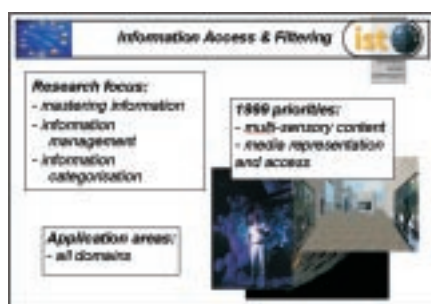 Information Access & Filtering
ist
Research focus:
- mastering information
- information
management
- information
categorisation
1999 priorities:
- multi-sensory content
- media representation
and access
Application areas:
- all domains